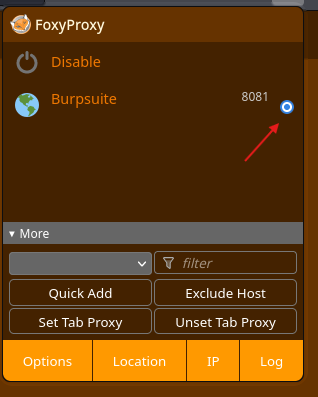 FoxyProxy
Disable
Burpsuite
8081
More
filter
Quick Add
Exclude Host
Set Tab Proxy
Unset Tab Proxy
Options
Location
IP
Log